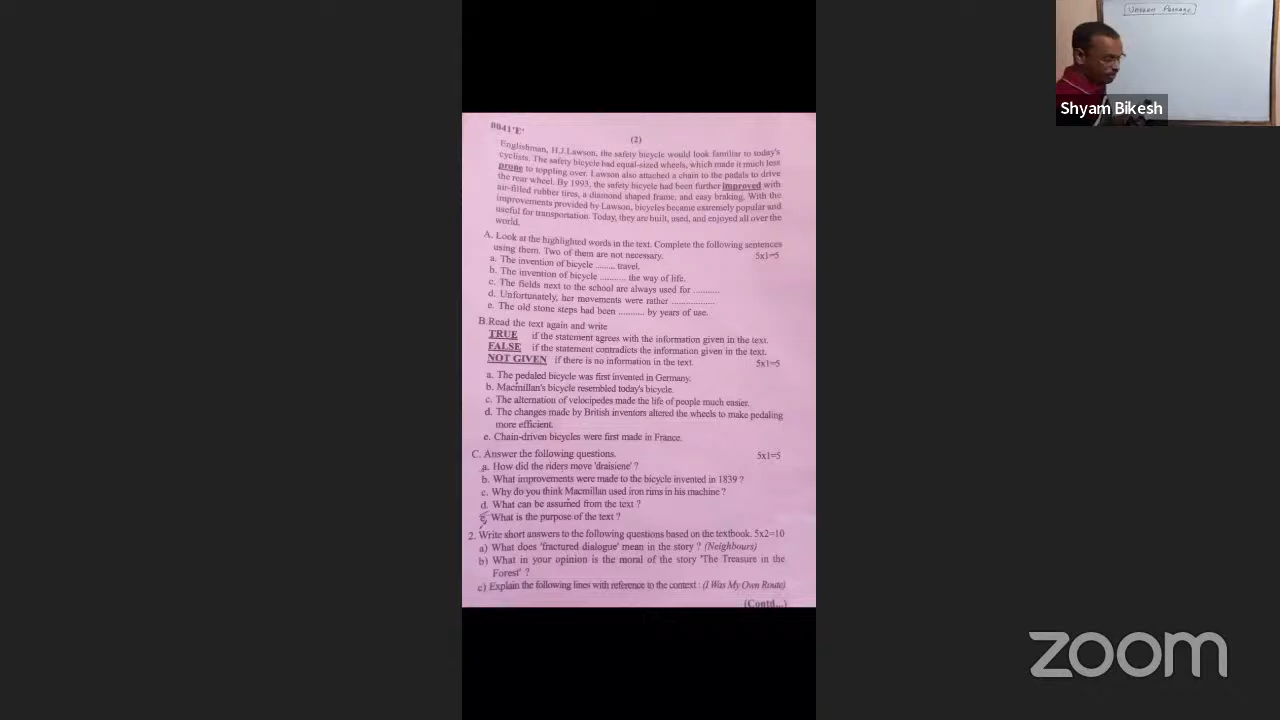 Unseen Passage
Shyam Bikesh
0041'E'
(2)
Englishman, H.J.Lawson, the safety bicycle would look familiar to today's
cyclists. The safety bicycle had equal-sized wheels, which made it much less
prone to toppling over. Lawson also attached a chain to the padals to drive
the rear wheel. By 1993, the safety bicycle had been further improved with
air-filled rubber tires, a diamond shaped frame, and easy braking. With the
improvements provided by Lawson, bicycles became extremely popular and
useful for transportation. Today, they are built, used, and enjoyed all over the
world.
A. Look at the highlighted words in the text. Complete the following sentences
using them. Two of them are not necessary. 5x1=5
a. The invention of bicycle ........ travel.
b. The invention of bicycle .......... the way of life.
c. The fields next to the school are always used for ...........
d. Unfortunately, her movements were rather ..................
e. The old stone steps had been .......... by years of use.
B.Read the text again and write
TRUE if the statement agrees with the information given in the text.
FALSE if the statement contradicts the information given in the text.
NOT GIVEN if there is no information in the text. 5x1=5
a. The pedaled bicycle was first invented in Germany.
b. Macmillan's bicycle resembled today's bicycle.
c. The alternation of velocipedes made the life of people much easier.
d. The changes made by British inventors altered the wheels to make pedaling
more efficient.
e. Chain-driven bicycles were first made in France.
C. Answer the following questions. 5x1=5
a. How did the riders move 'draisiene' ?
b. What improvements were made to the bicycle invented in 1839 ?
c. Why do you think Macmillan used iron rims in his machine ?
d. What can be assumed from the text ?
e. What is the purpose of the text ?
2. Write short answers to the following questions based on the textbook. 5x2=10
a) What does 'fractured dialogue' mean in the story ? (Neighbours)
b) What in your opinion is the moral of the story 'The Treasure in the
Forest' ?
c) Explain the following lines with reference to the context : (I Was My Own Route)
(Contd...)
zoom